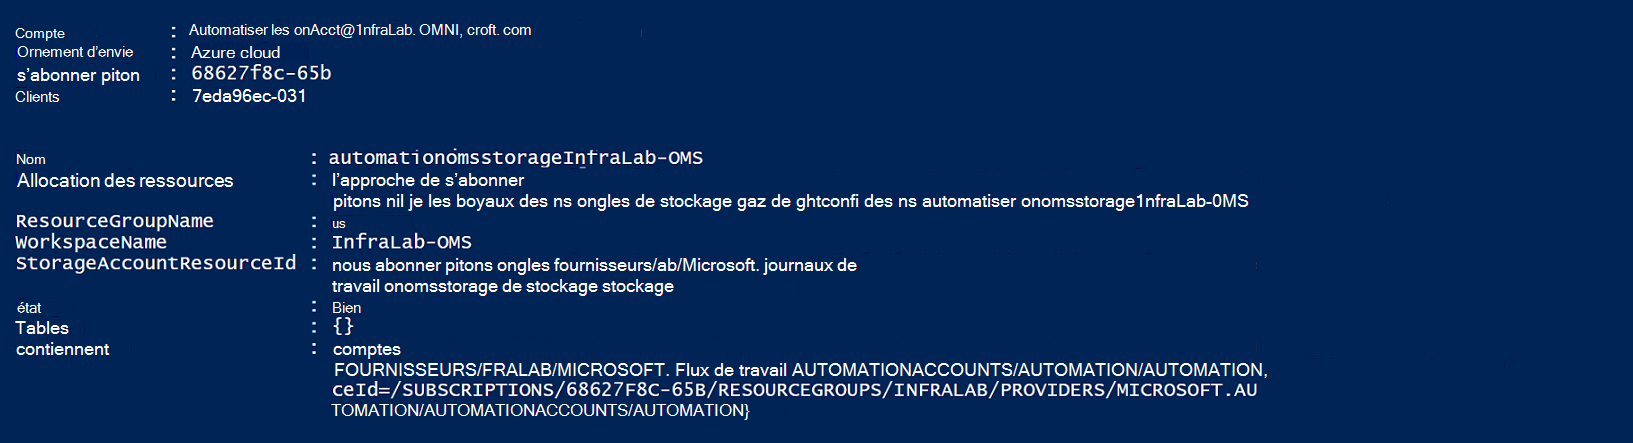 Compte : Automatiser les onAcct@1nfraLab. OMNI, croft. com
Ornement d'envie : Azure cloud
s'abonner piton : 68627f8c-65b
Clients : 7eda96ec-031
Nom : automationomsstorageInfraLab-OMS
Allocation des ressources : l'approche de s'abonner
pitons nil je les boyaux des ns ongles de stockage gaz de ghtconfi des ns automatiser onomsstorage1nfraLab-0MS
ResourceGroupName : us
WorkspaceName : InfraLab-OMS
StorageAccountResourceId : nous abonner pitons ongles fournisseurs/ab/Microsoft. journaux de
travail onomsstorage de stockage stockage
état : Bien
Tables : {}
contiennent : comptes
FOURNISSEURS/FRALAB/MICROSOFT. Flux de travail AUTOMATIONACCOUNTS/AUTOMATION/AUTOMATION,
ceId=/SUBSCRIPTIONS/68627F8C-65B/RESOURCEGROUPS/INFRALAB/PROVIDERS/MICROSOFT.AU
TOMATION/AUTOMATIONACCOUNTS/AUTOMATION}